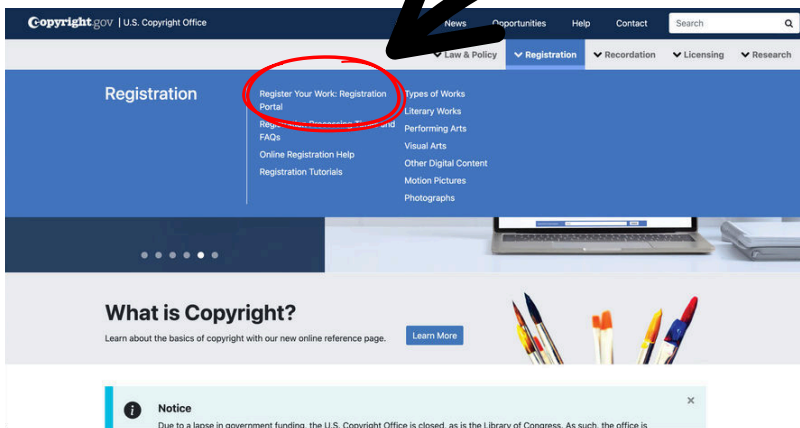 Copyright.gov | U.S. Copyright Office
News Opportunities Help Contact Search
Law & Policy Registration Recordation Licensing Research
Registration
Register Your Work: Registration
Portal
Registration Processing Times and
FAQs
Online Registration Help
Registration Tutorials
Types of Works
Literary Works
Performing Arts
Visual Arts
Other Digital Content
Motion Pictures
Photographs
What is Copyright?
Learn about the basics of copyright with our new online reference page.
Learn More
Notice
Due to a lapse in government funding, the U.S. Copyright Office is closed, as is the Library of Congress. As such, the office is